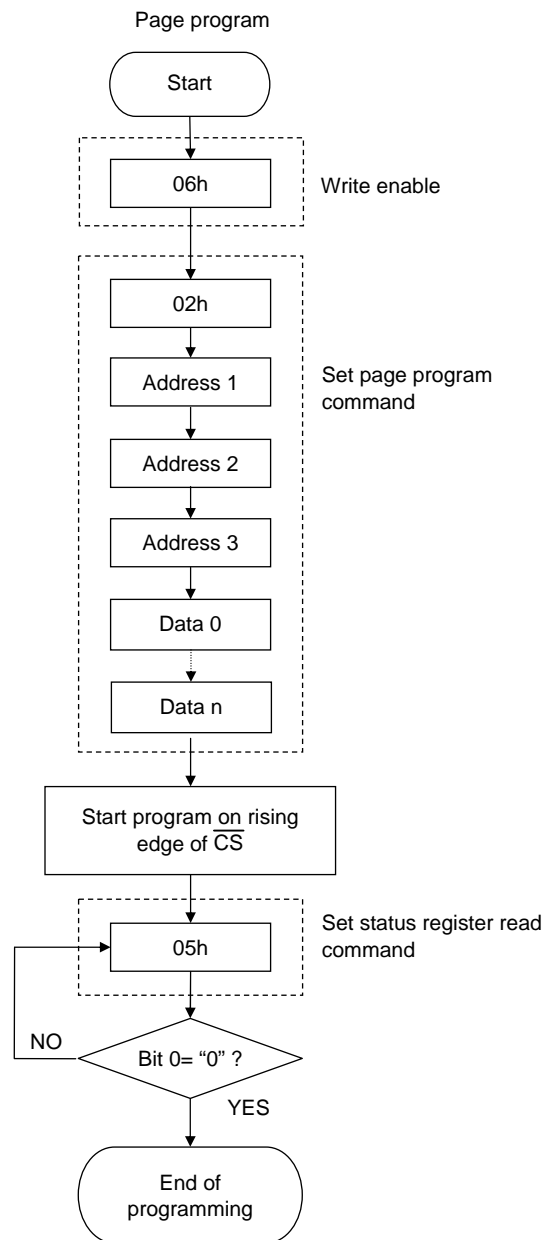 Page program
Start
06h
Write enable
02h
Address 1
Set page program
command
Address 2
Address 3
Data 0
Data n
Start program on rising
edge of C̅S̅
Set status register read
command
05h
NO
Bit 0= “0” ?
YES
End of
programming